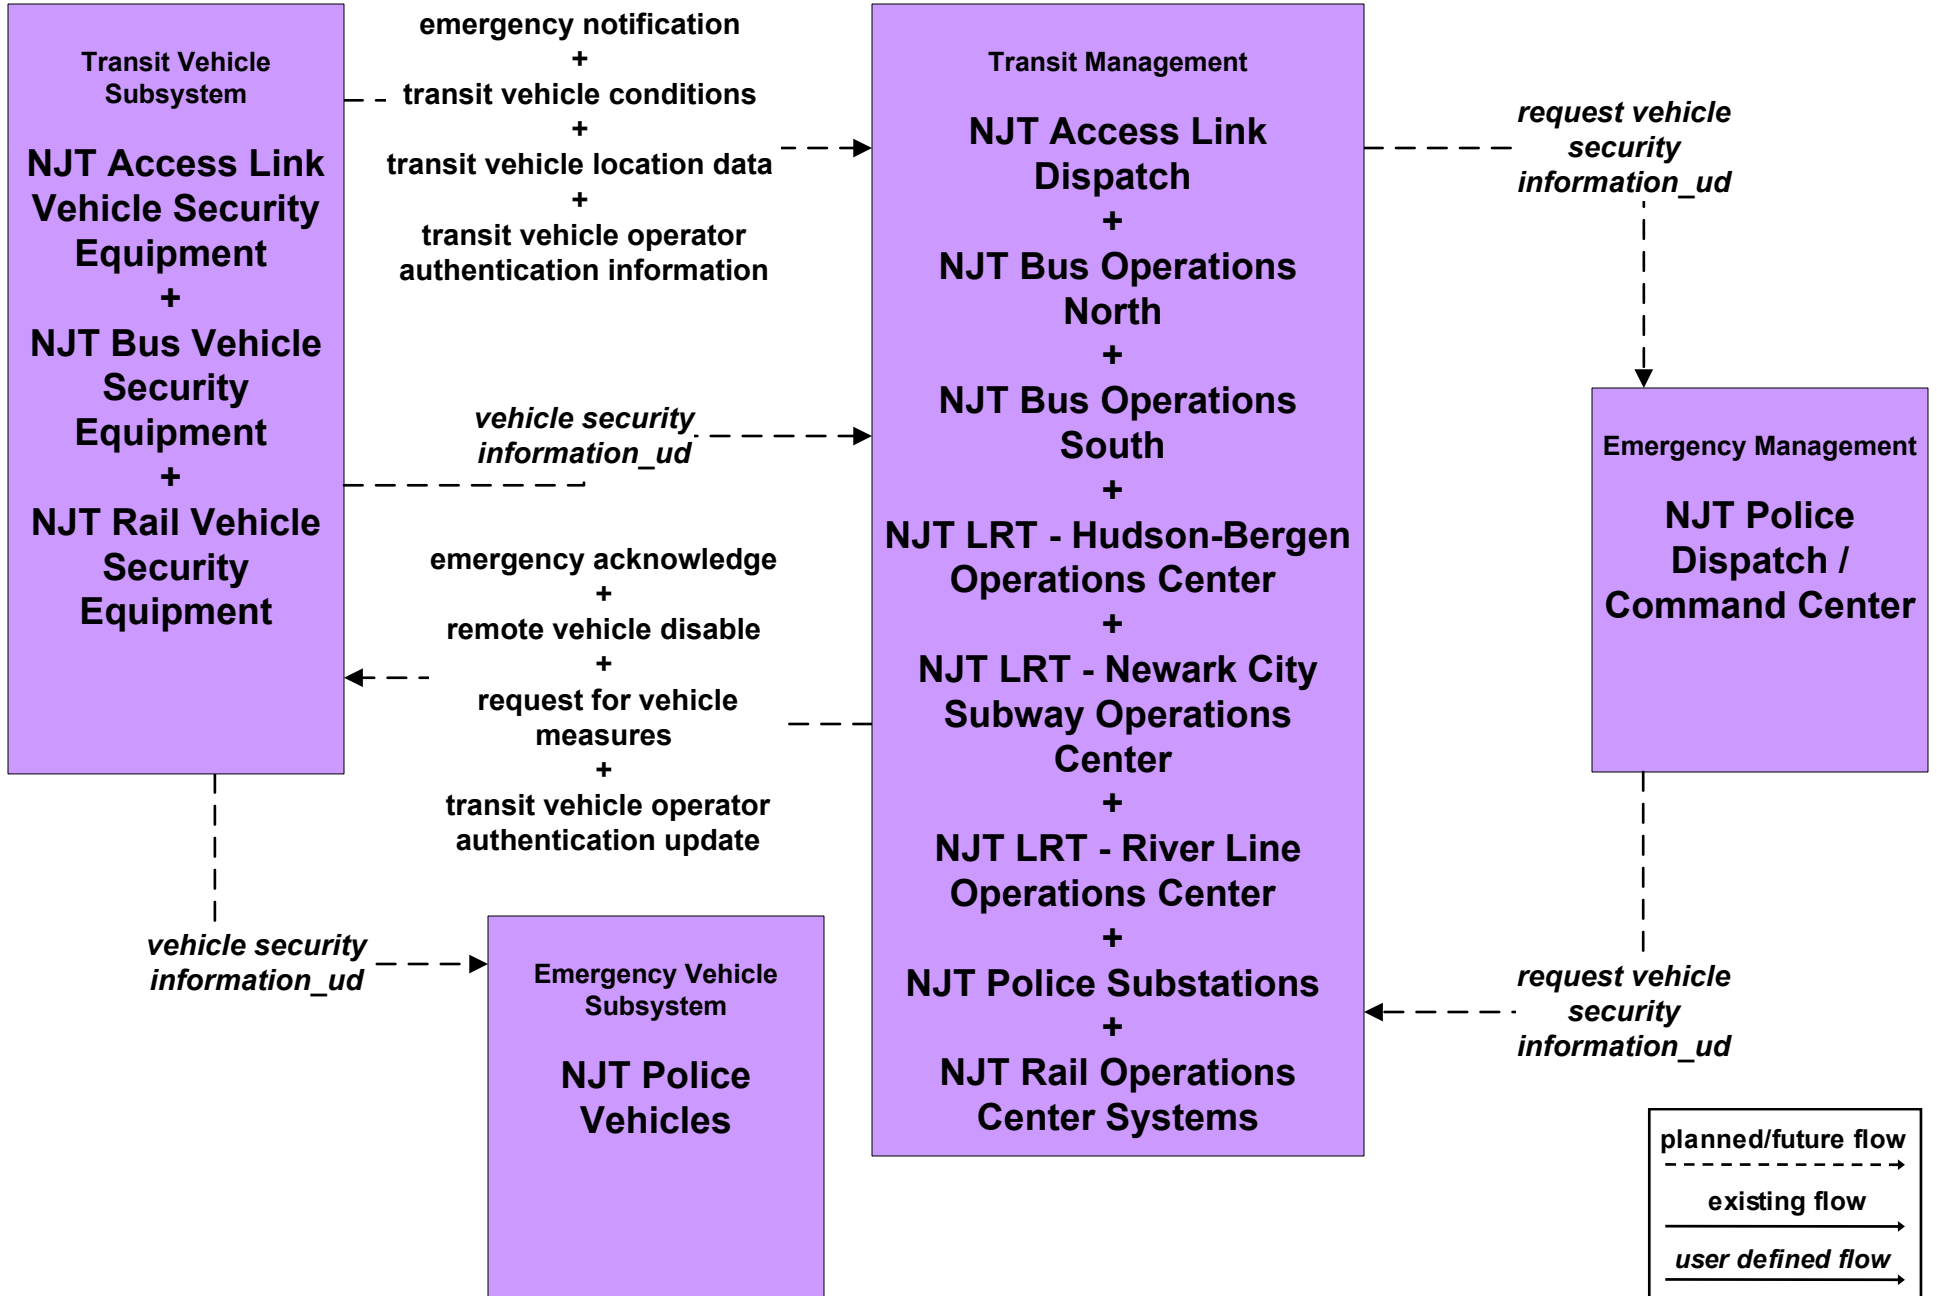 Transit Vehicle
Subsystem
NJT Access Link
Vehicle Security
Equipment
+
NJT Bus Vehicle
Security
Equipment
+
NJT Rail Vehicle
Security
Equipment
emergency notification
+
transit vehicle conditions
+
transit vehicle location data
+
transit vehicle operator
authentication information
vehicle security
information_ud
emergency acknowledge
+
remote vehicle disable
+
request for vehicle
measures
+
transit vehicle operator
authentication update
vehicle security
information_ud
Emergency Vehicle
Subsystem
NJT Police
Vehicles
Transit Management
NJT Access Link
Dispatch
+
NJT Bus Operations
North
+
NJT Bus Operations
South
+
NJT LRT - Hudson-Bergen
Operations Center
+
NJT LRT - Newark City
Subway Operations
Center
+
NJT LRT - River Line
Operations Center
+
NJT Police Substations
+
NJT Rail Operations
Center Systems
request vehicle
security
information_ud
Emergency Management
NJT Police
Dispatch /
Command Center
request vehicle
security
information_ud
planned/future flow
existing flow
user defined flow